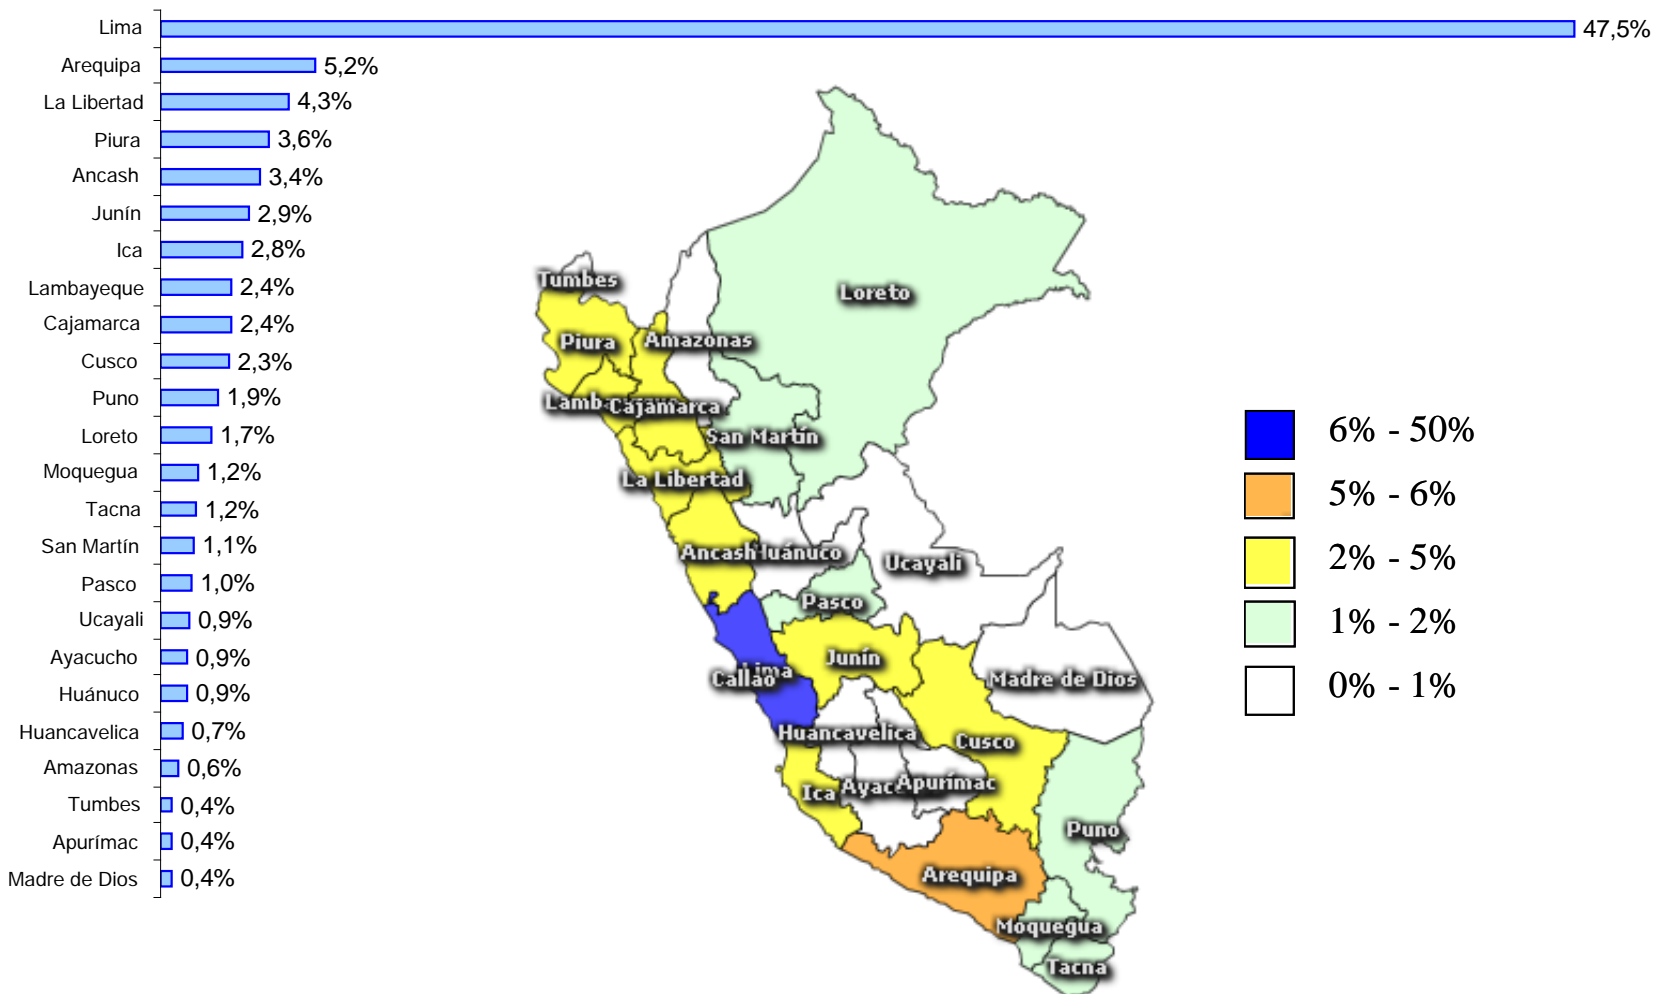 Lima 47,5%
Arequipa 5,2%
La Libertad 4,3%
Piura 3,6%
Ancash 3,4%
Junín 2,9%
Ica 2,8%
Lambayeque 2,4%
Cajamarca 2,4%
Cusco 2,3%
Puno 1,9%
Loreto 1,7%
Moquegua 1,2%
Tacna 1,2%
San Martín 1,1%
Pasco 1,0%
Ucayali 0,9%
Ayacucho 0,9%
Huánuco 0,9%
Huancavelica 0,7%
Amazonas 0,6%
Tumbes 0,4%
Apurímac 0,4%
Madre de Dios 0,4%
Tumbes
Loreto
Piura
Amazonas
Cajamarca
San Martín
La Libertad
Ancash
Huánuco
Ucayali
Pasco
Junín
Lima
Callao
Madre de Dios
Huancavelica
Cusco
Ica
Apurímac
Puno
Arequipa
Moquegua
Tacna
6% - 50%
5% - 6%
2% - 5%
1% - 2%
0% - 1%